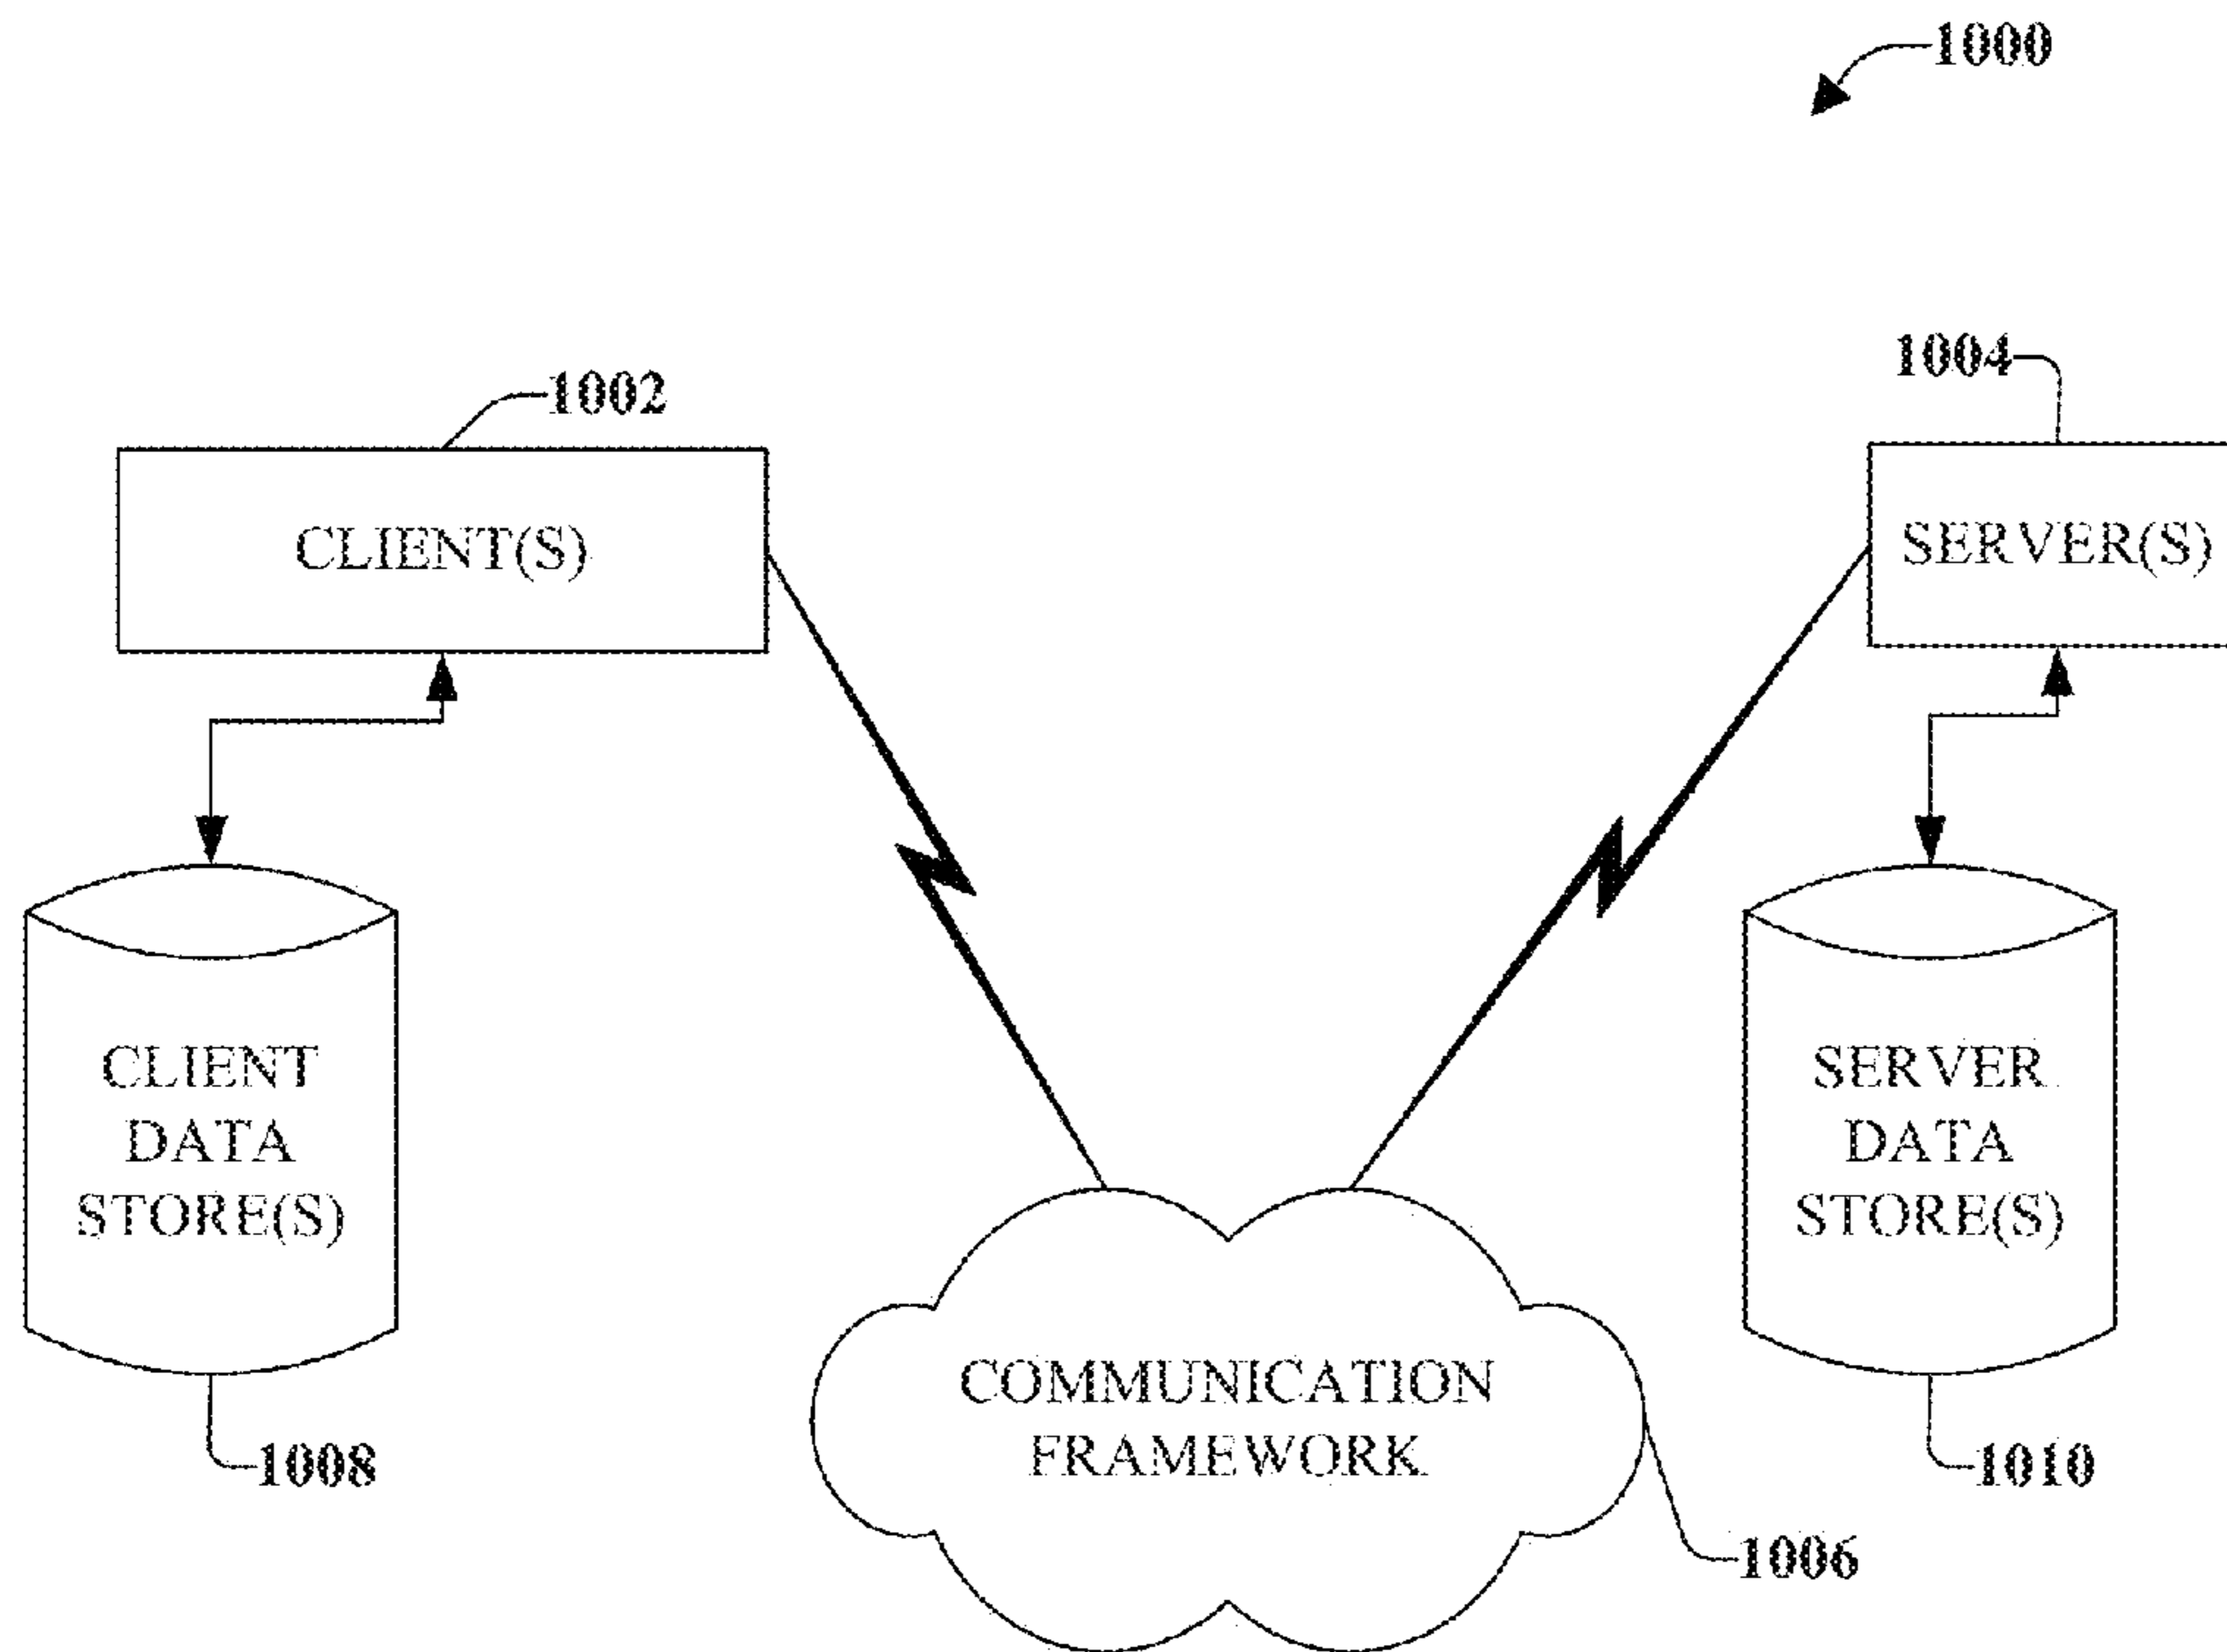 1000
1002
1004
CLIENT(S)
SERVER(S)
CLIENT
DATA
STORE(S)
SERVER
DATA
STORE(S)
COMMUNICATION
FRAMEWORK
1008
1010
1006